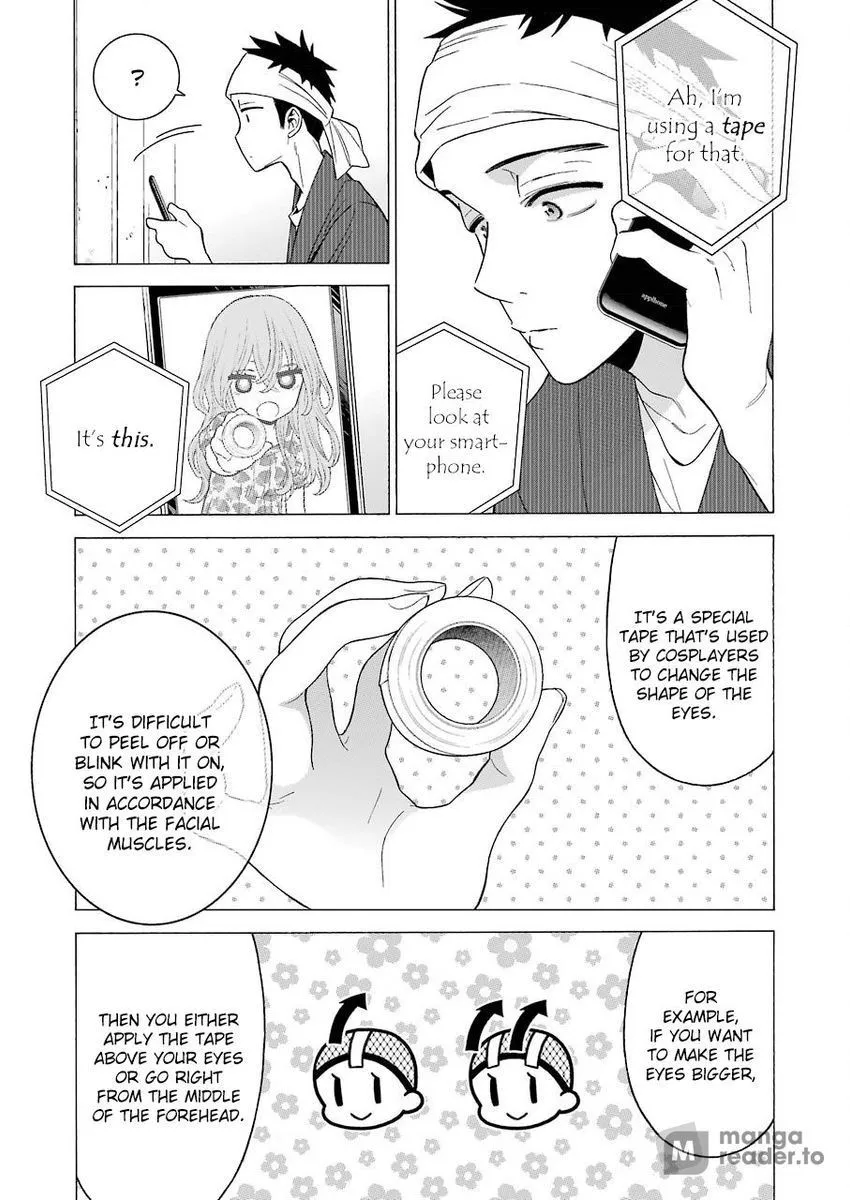 Ah, I'm
using a tape
for that.
applhone
Please
look at
your smart-
phone.
?
It's this.
IT'S A SPECIAL
TAPE THAT'S USED
BY COSPLAYERS
TO CHANGE THE
SHAPE OF THE
EYES.
IT'S DIFFICULT
TO PEEL OFF OR
BLINK WITH IT ON,
SO IT'S APPLIED
IN ACCORDANCE
WITH THE FACIAL
MUSCLES.
FOR
EXAMPLE,
IF YOU WANT
TO MAKE THE
EYES BIGGER,
THEN YOU EITHER
APPLY THE TAPE
ABOVE YOUR EYES
OR GO RIGHT
FROM THE MIDDLE
OF THE FOREHEAD.
M manga
reader.to